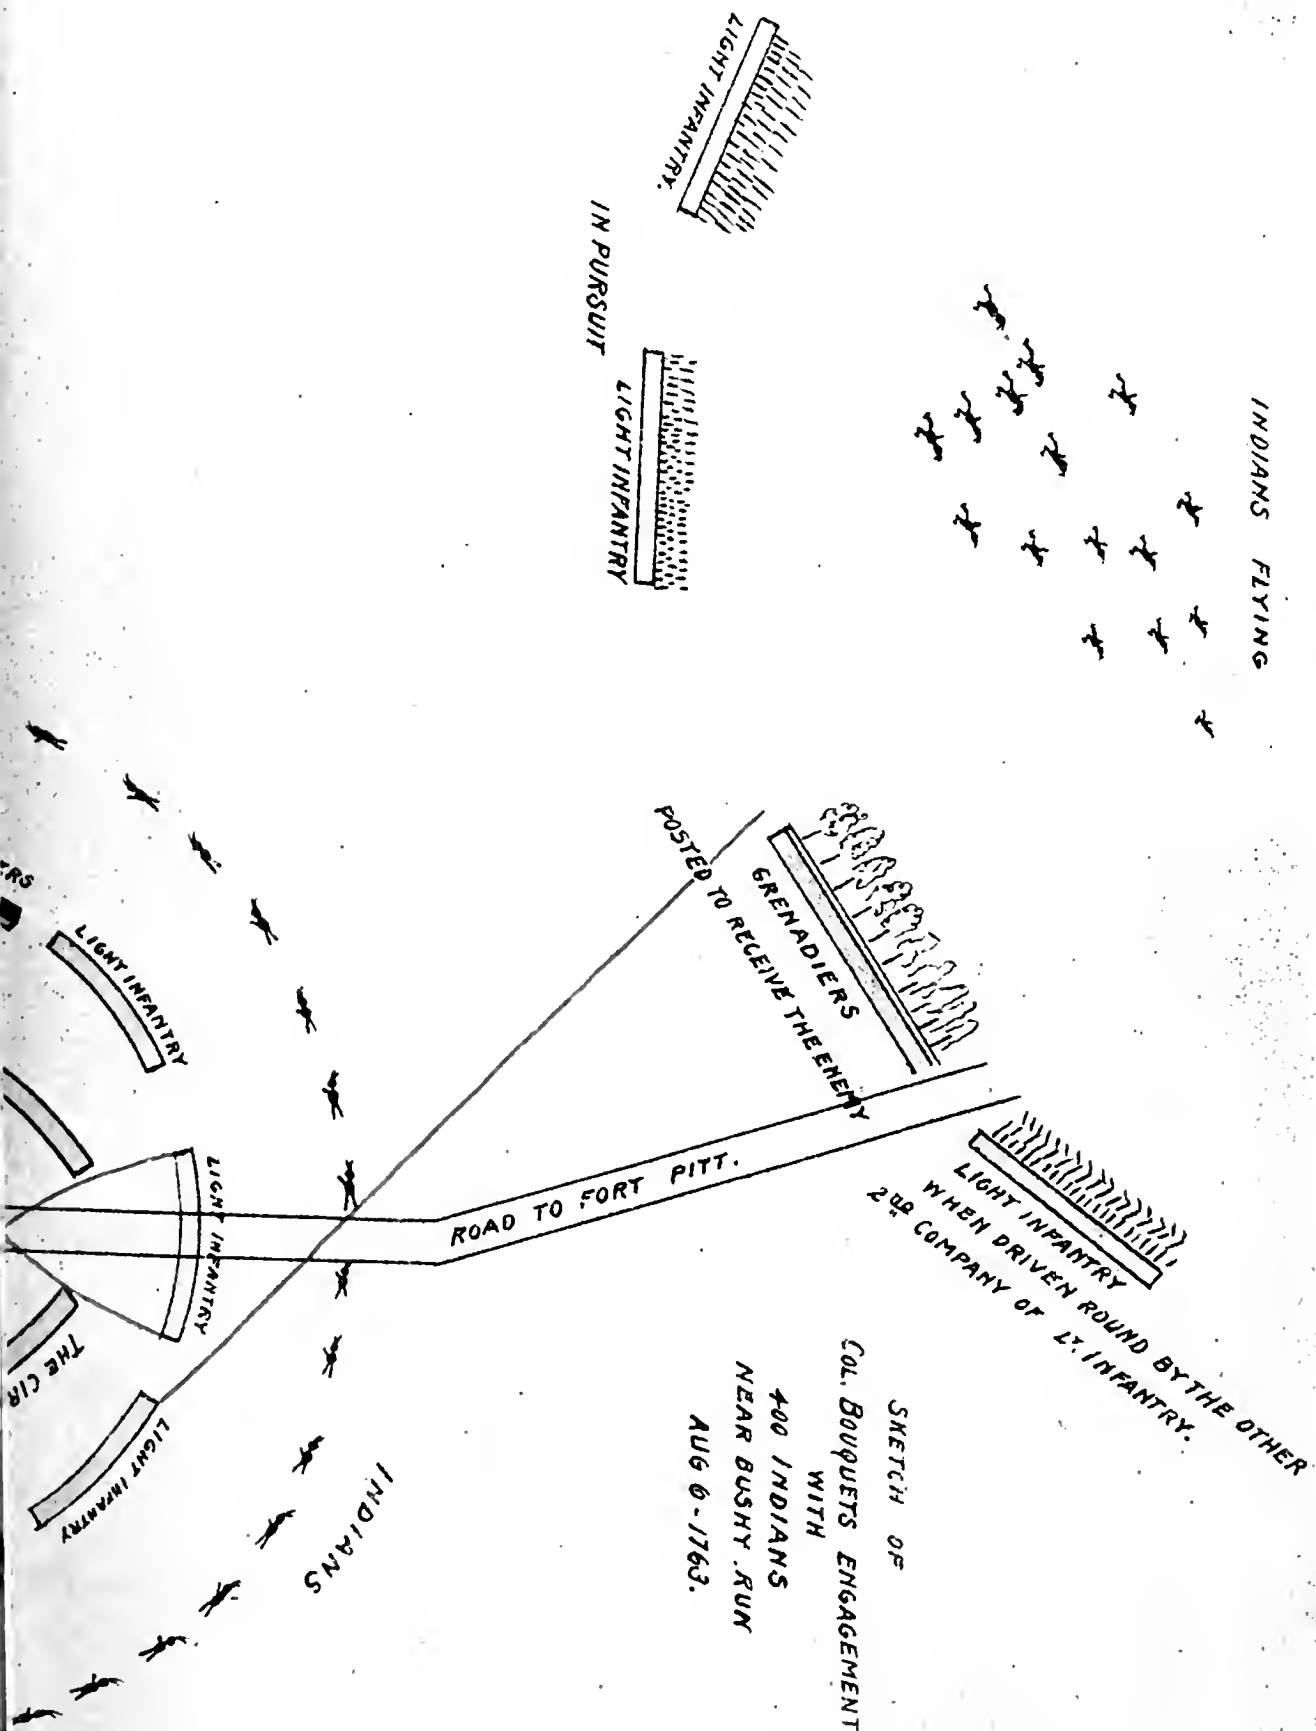 INDIANS FLYING
LIGHT INFANTRY.
IN PURSUIT
LIGHT INFANTRY
GRENADIERS
POSTED TO RECEIVE THE ENEMY
LIGHT INFANTRY
WHEN DRIVEN ROUND BY THE OTHER
2ND COMPANY OF LT. INFANTRY.
ROAD TO FORT PITT.
SKETCH OF
COL. BOUQUETS ENGAGEMENT
WITH
400 INDIANS
NEAR BUSHY RUN
AUG 6-1763.
INDIANS
LIGHT INFANTRY
LIGHT INFANTRY
LIGHT INFANTRY
THE CIR
ERS